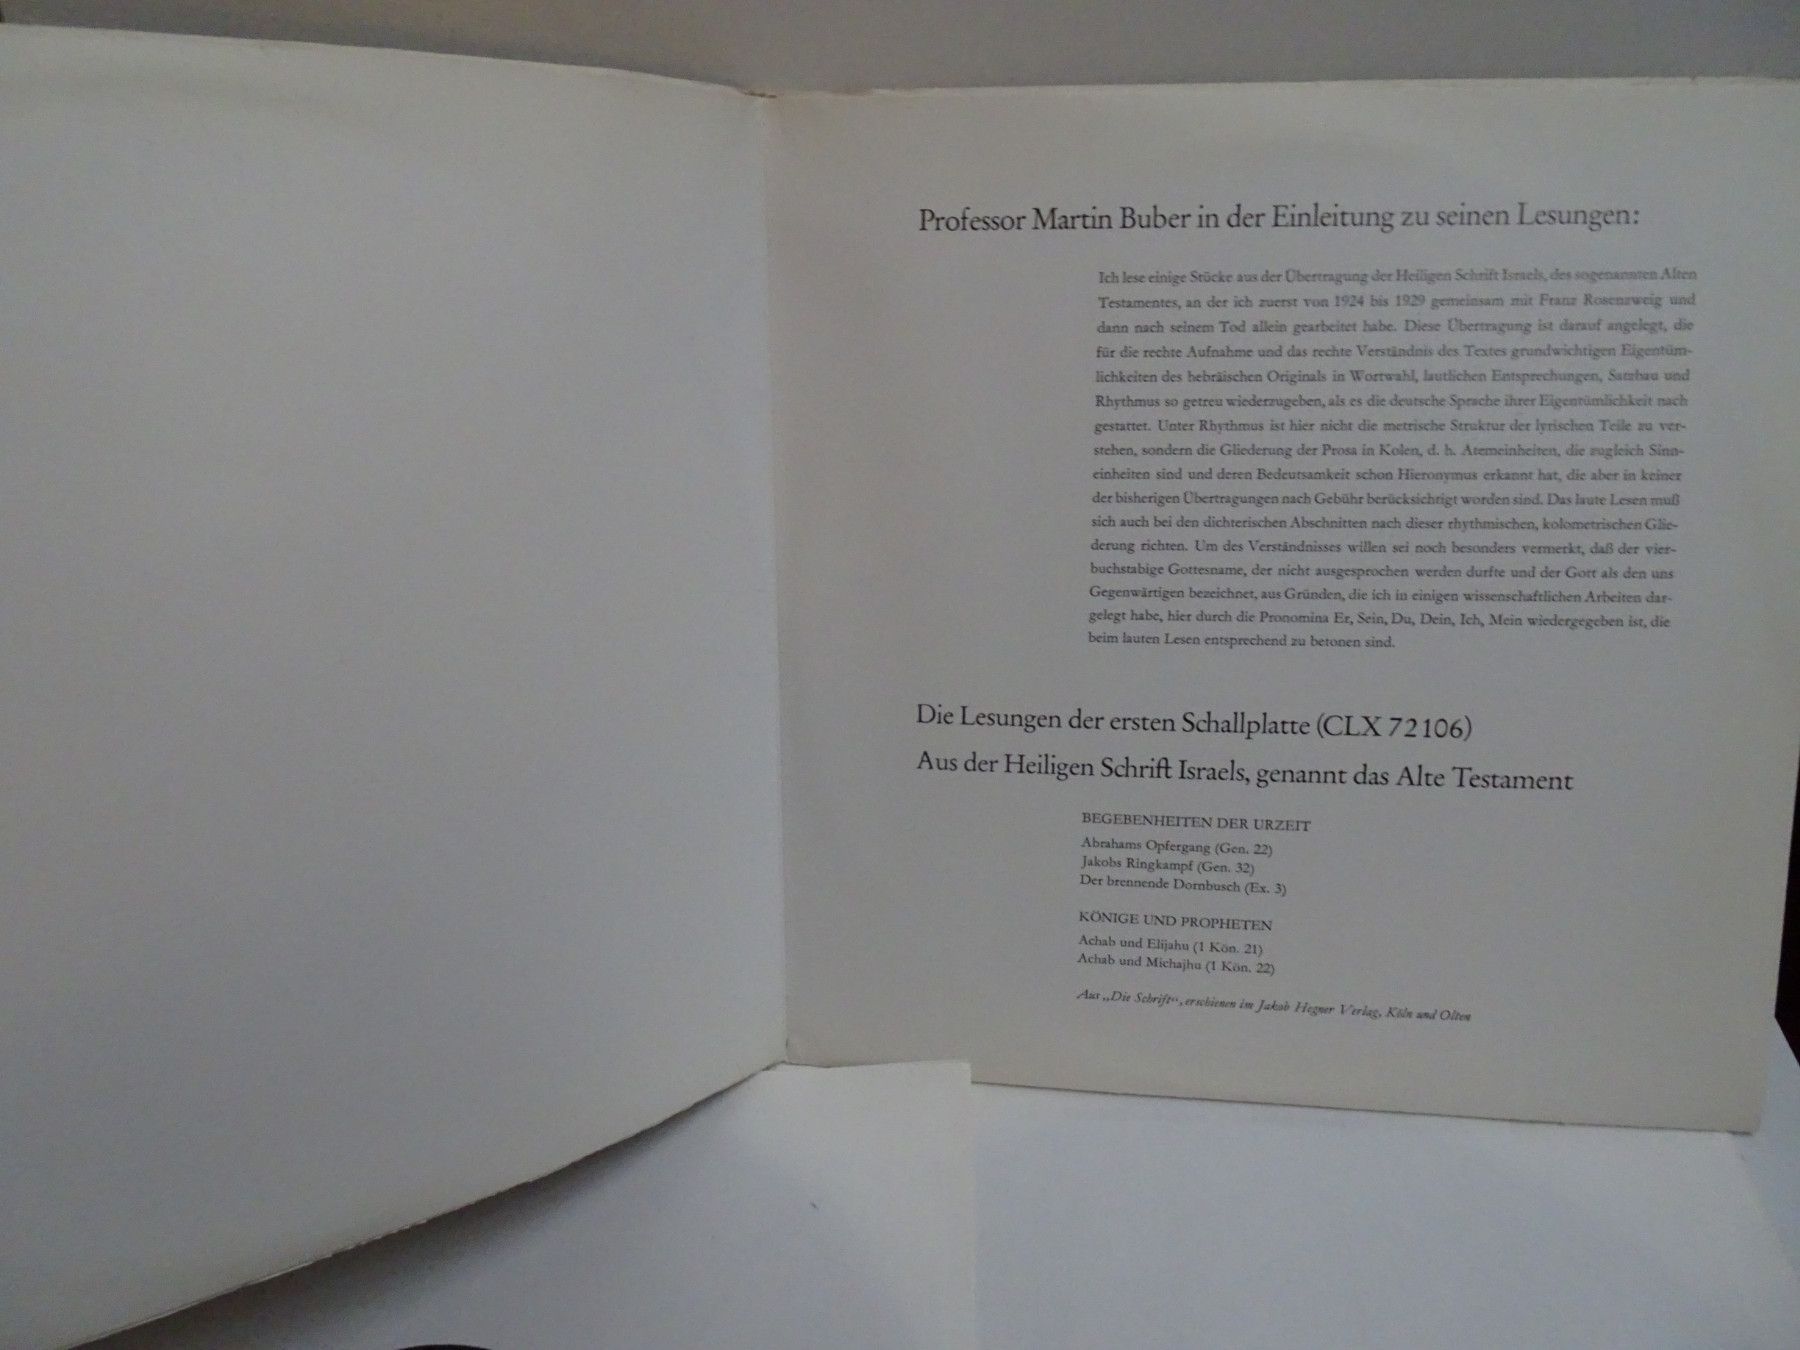 Professor Martin Buber in der Einleitung zu seinen Lesungen:
Ich lese einige Stücke aus der Übertragung der Heiligen Schrift Israels, des sogenannten Alten
Testamentes, an der ich zuerst von 1924 bis 1929 gemeinsam mit Franz Rosenzweig und
dann nach seinem Tod allein gearbeitet habe. Diese Übertragung ist darauf angelegt, die
für die rechte Aufnahme und das rechte Verständnis des Textes grundwichtigen Eigentüm-
lichkeiten des hebräischen Originals in Wortwahl, lautlichen Entsprechungen, Satzbau und
Rhythmus so getreu wiederzugeben, als es die deutsche Sprache ihrer Eigentümlichkeit nach
gestattet. Unter Rhythmus ist hier nicht die metrische Struktur der lyrischen Teile zu ver-
stehen, sondern die Gliederung der Prosa in Kolen, d. h. Atemeinheiten, die zugleich Sinn-
einheiten sind und deren Bedeutsamkeit schon Hieronymus erkannt hat, die aber in keiner
der bisherigen Übertragungen nach Gebühr berücksichtigt worden sind. Das laute Lesen muß
sich auch bei den dichterischen Abschnitten nach dieser rhythmischen, kolometrischen Glie-
derung richten. Um des Verständnisses willen sei noch besonders vermerkt, daß der vier-
buchstabige Gottesname, der nicht ausgesprochen werden durfte und der Gott als den uns
Gegenwärtigen bezeichnet, aus Gründen, die ich in einigen wissenschaftlichen Arbeiten dar-
gelegt habe, hier durch die Pronomina Er, Sein, Du, Dein, Ich, Mein wiedergegeben ist, die
beim lauten Lesen entsprechend zu betonen sind.
Die Lesungen der ersten Schallplatte (CLX 72106)
Aus der Heiligen Schrift Israels, genannt das Alte Testament
BEGEBENHEITEN DER URZEIT
Abrahams Opfergang (Gen. 22)
Jakobs Ringkampf (Gen. 32)
Der brennende Dornbusch (Ex. 3)
KÖNIGE UND PROPHETEN
Achab und Elijahu (1 Kön. 21)
Achab und Michajhu (1 Kön. 22)
Aus „Die Schrift“, erschienen im Jakob Hegner Verlag, Köln und Olten